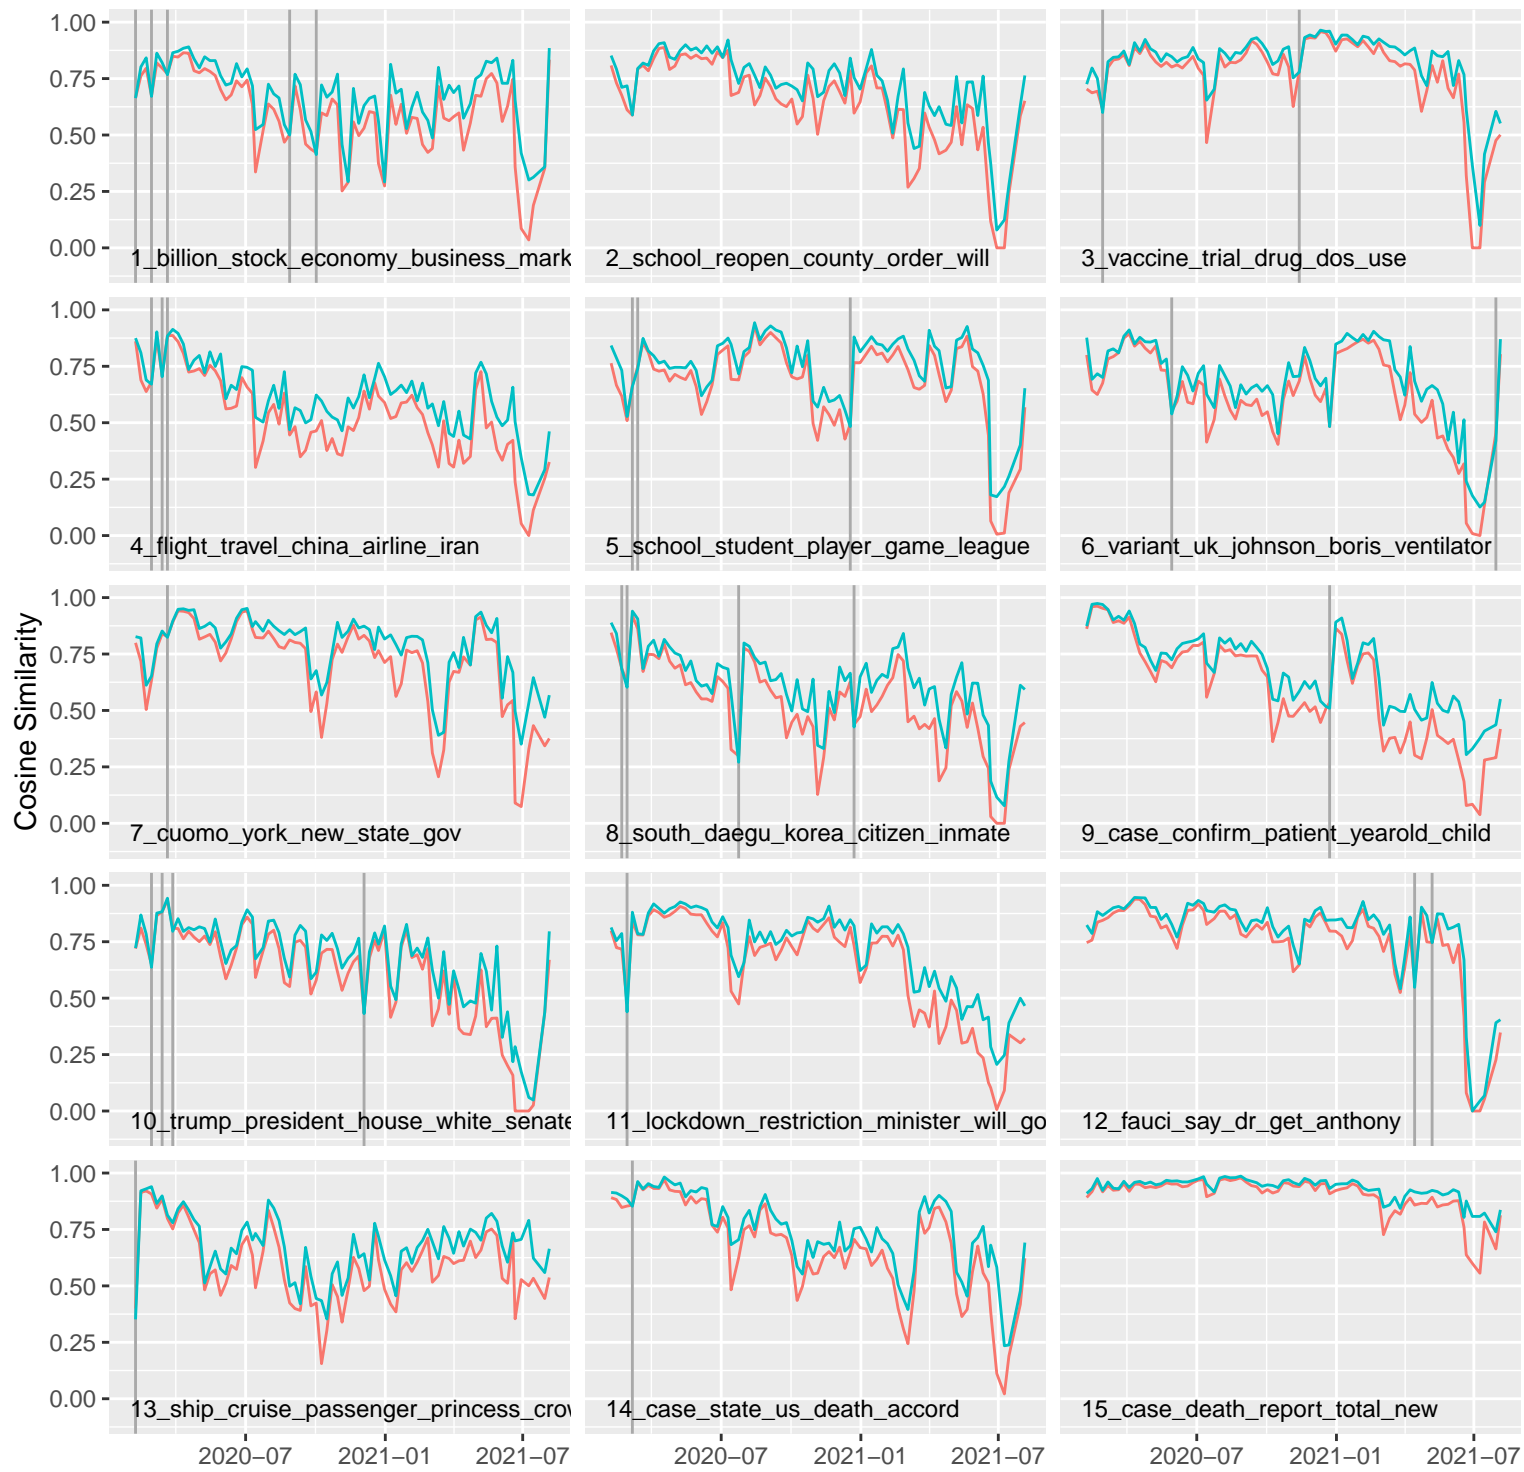 1.00
0.75
0.50
0.25
0.00
1_billion_stock_economy_business_mark
2_school_reopen_county_order_will
3_vaccine_trial_drug_dos_use
1.00
0.75
0.50
0.25
0.00
4_flight_travel_china_airline_iran
5_school_student_player_game_league
6_variant_uk_johnson_boris_ventilator
Cosine Similarity
1.00
0.75
0.50
0.25
0.00
7_cuomo_york_new_state_gov
8_south_daegu_korea_citizen_inmate
9_case_confirm_patient_yearold_child
1.00
0.75
0.50
0.25
0.00
10_trump_president_house_white_senate
11_lockdown_restriction_minister_will_go
12_fauci_say_dr_get_anthony
1.00
0.75
0.50
0.25
0.00
13_ship_cruise_passenger_princess_crov
14_case_state_us_death_accord
15_case_death_report_total_new
2020−07 2021−01 2021−07 2020−07 2021−01 2021−07 2020−07 2021−01 2021−07